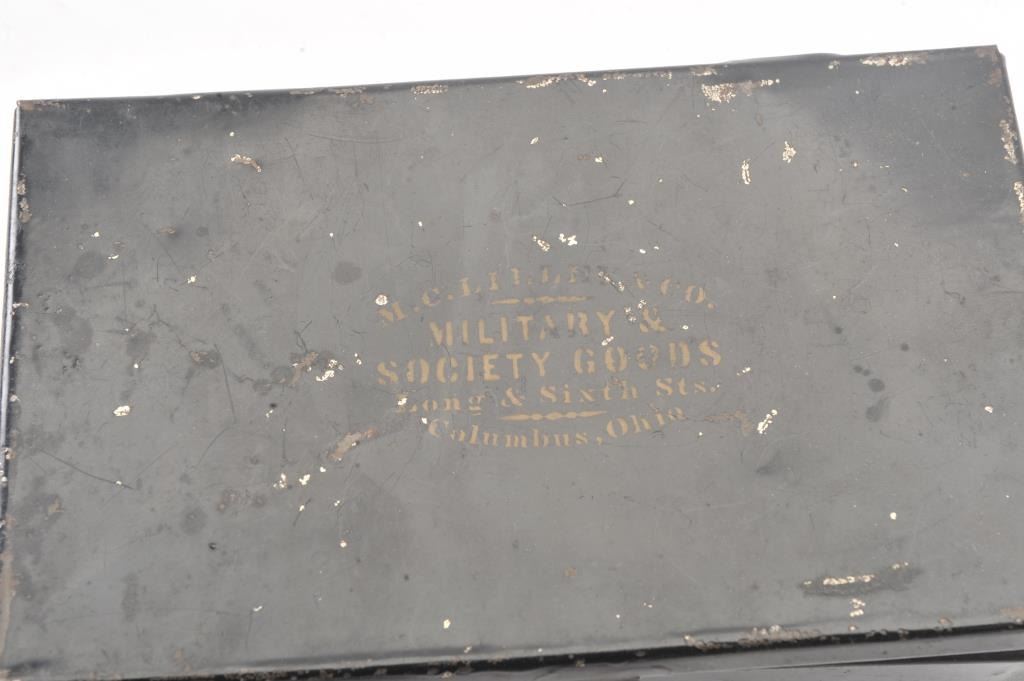 M. C. LILLEY & CO.
MILITARY &
SOCIETY GOODS
Long & Sixth Sts.
Columbus, Ohio